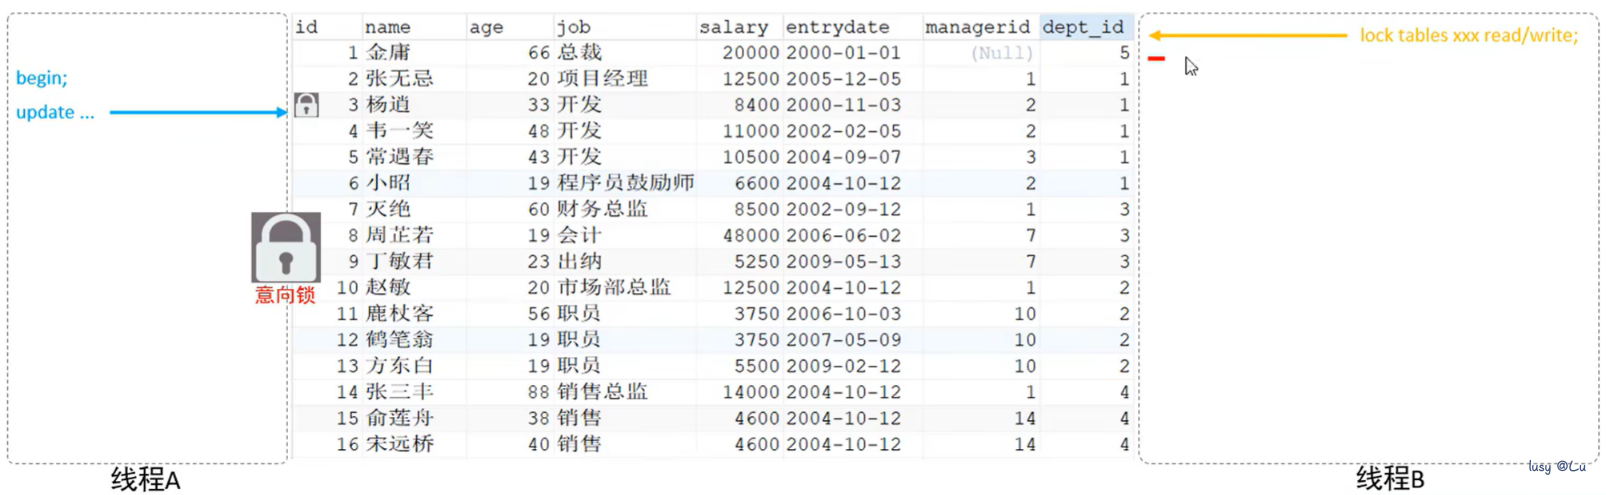 id name age job salary entrydate managerid dept_id
lock tables xxx read/write;
1 金庸 66 总裁 20000 2000-01-01 (Null) 5
begin;
2 张无忌 20 项目经理 12500 2005-12-05 1 1
update ...
3 杨逍 33 开发 8400 2000-11-03 2 1
4 韦一笑 48 开发 11000 2002-02-05 2 1
5 常遇春 43 开发 10500 2004-09-07 3 1
6 小昭 19 程序员鼓励师 6600 2004-10-12 2 1
7 灭绝 60 财务总监 8500 2002-09-12 1 3
8 周芷若 19 会计 48000 2006-06-02 7 3
9 丁敏君 23 出纳 5250 2009-05-13 7 3
意向锁
10 赵敏 20 市场部总监 12500 2004-10-12 1 2
11 鹿杖客 56 职员 3750 2006-10-03 10 2
12 鹤笔翁 19 职员 3750 2007-05-09 10 2
13 方东白 19 职员 5500 2009-02-12 10 2
14 张三丰 88 销售总监 14000 2004-10-12 1 4
15 俞莲舟 38 销售 4600 2004-10-12 14 4
16 宋远桥 40 销售 4600 2004-10-12 14 4
线程A
线程B
lusy @Lu